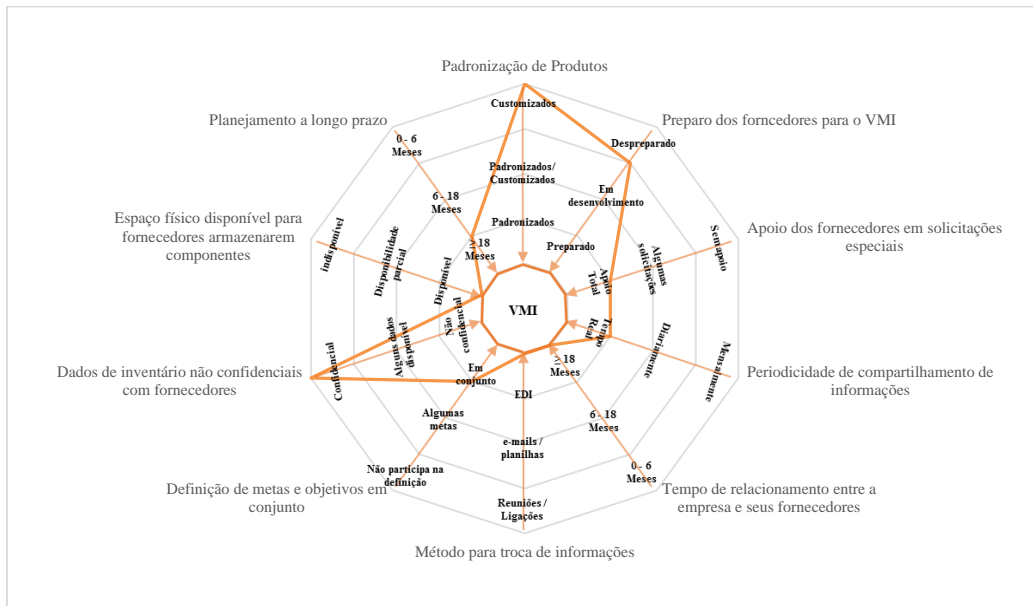 Padronização de Produtos
Customizados
Padronizados/
Customizados
Padronizados
Preparo dos forncedores para o VMI
Despreparado
Em
desenvolvimento
Preparado
Apoio dos fornecedores em solicitações
especiais
Sem apoio
Algumas
solicitações
Apoio
Total
Periodicidade de compartilhamento de
informações
Mensalmente
Diariamente
Tempo
Real
Tempo de relacionamento entre a
empresa e seus fornecedores
0 - 6
Meses
6 - 18
Meses
≥ 18
Meses
Método para troca de informações
Reuniões /
Ligações
e-mails /
planilhas
EDI
Definição de metas e objetivos em
conjunto
Não participa na
definição
Algumas
metas
Em
conjunto
Dados de inventário não confidenciais
com fornecedores
Confidencial
Alguns dados
disponível
Não
confidencial
Espaço físico disponível para
fornecedores armazenarem
componentes
indisponível
Disponibilidade
parcial
Disponível
Planejamento a longo prazo
0 - 6
Meses
6 - 18
Meses
≥ 18
Meses
VMI